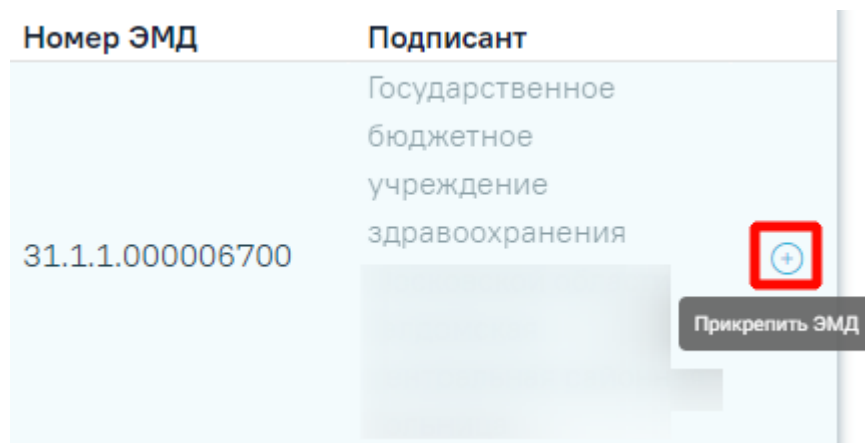 Номер ЭМД Подписант
Государственное
бюджетное
учреждение
здравоохранения
31.1.1.000006700
Прикрепить ЭМД